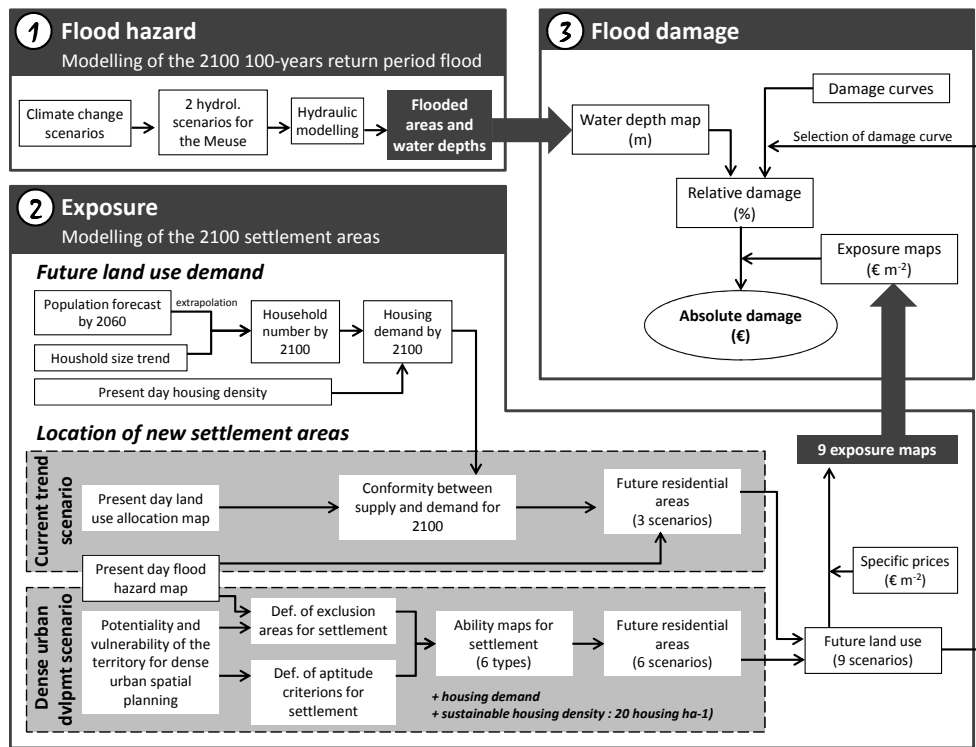 1 Flood hazard
Modelling of the 2100 100-years return period flood
Climate change
scenarios
2 hydrol.
scenarios for
the Meuse
Hydraulic
modelling
Flooded
areas and
water depths
3 Flood damage
Damage curves
Water depth map
(m)
Selection of damage curve
Relative damage
(%)
Exposure maps
(€ m-2)
Absolute damage
(€)
2 Exposure
Modelling of the 2100 settlement areas
Future land use demand
Population forecast
by 2060
extrapolation
Houshold size trend
Household
number by
2100
Housing
demand by
2100
Present day housing density
Location of new settlement areas
Current trend
scenario
Present day land
use allocation map
Conformity between
supply and demand for
2100
Future residential
areas
(3 scenarios)
9 exposure maps
Present day flood
hazard map
Specific prices
(€ m-2)
Dense urban
dvlpmt scenario
Potentiality and
vulnerability of the
territory for dense
urban spatial
planning
Def. of exclusion
areas for settlement
Def. of aptitude
criterions for
settlement
Ability maps for
settlement
(6 types)
Future residential
areas
(6 scenarios)
Future land use
(9 scenarios)
+ housing demand
+ sustainable housing density : 20 housing ha-1)